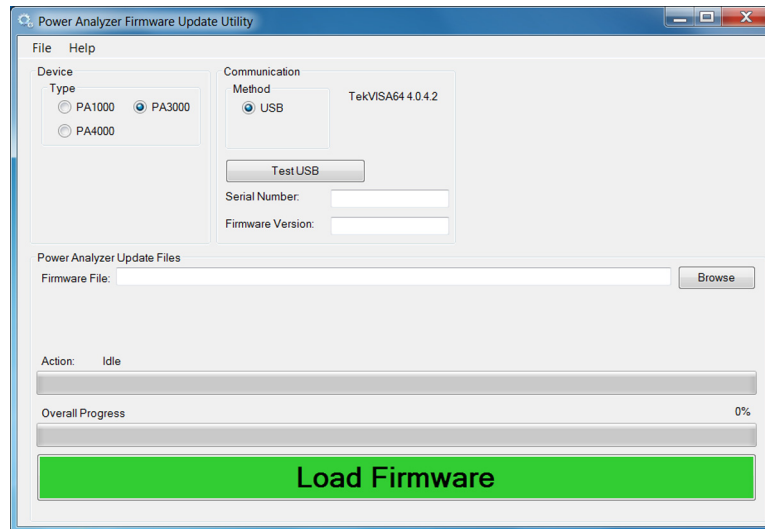 Power Analyzer Firmware Update Utility
File Help
Device
Type
PA1000 PA3000
PA4000
Communication
Method
USB
TekVISA64 4.0.4.2
Test USB
Serial Number:
Firmware Version:
Power Analyzer Update Files
Firmware File: Browse
Action: Idle
Overall Progress 0%
Load Firmware